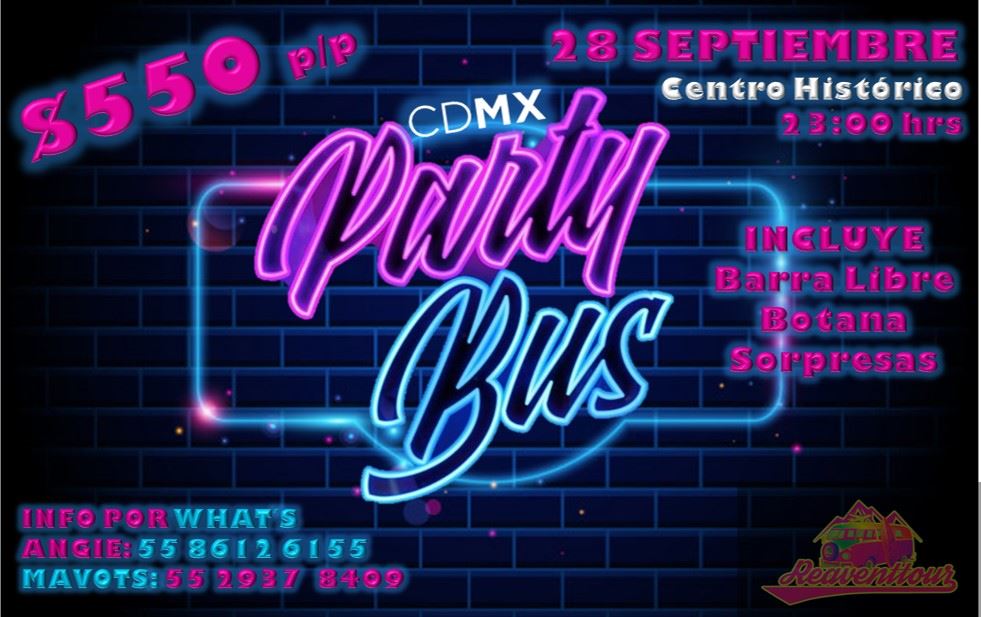 $550 p/p
28 SEPTIEMBRE
Centro Histórico
23:00 hrs
CDMX
Party
Bus
INCLUYE
Barra Libre
Botana
Sorpresas
INFO POR WHAT'S
ANGIE: 55 8612 6155
MAVOTS: 55 2937 8409
Reaventtour